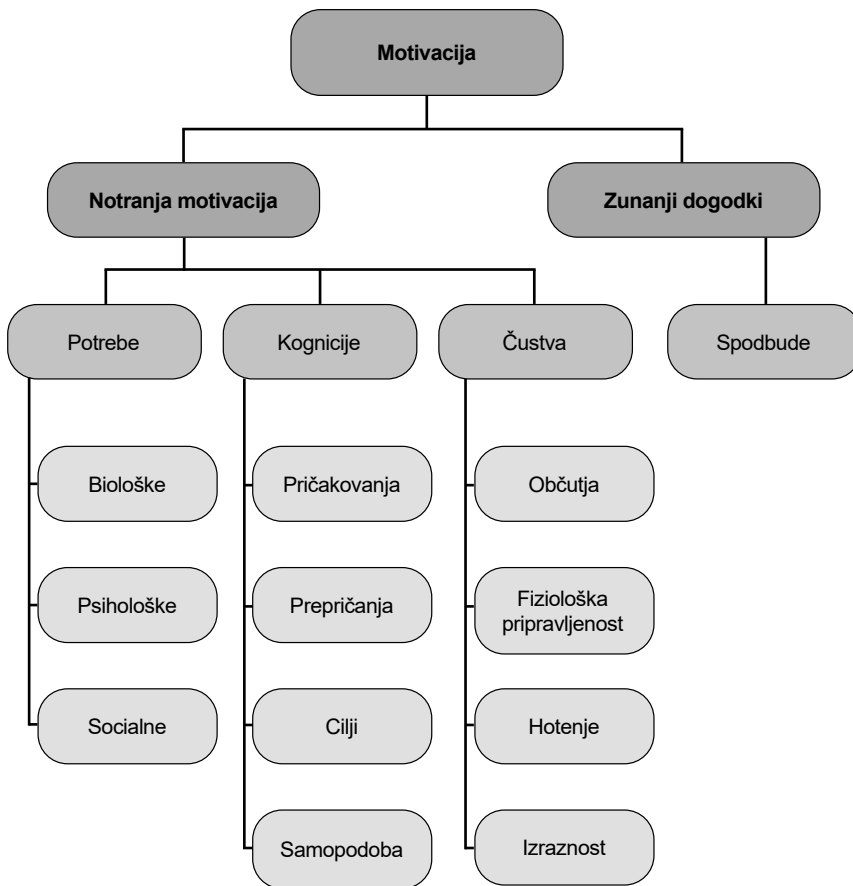 Motivacija
Notranja motivacija
Zunanji dogodki
Potrebe
Kognicije
Čustva
Spodbude
Biološke
Pričakovanja
Občutja
Psihološke
Prepričanja
Fiziološka
pripravljenost
Socialne
Cilji
Hotenje
Samopodoba
Izraznost